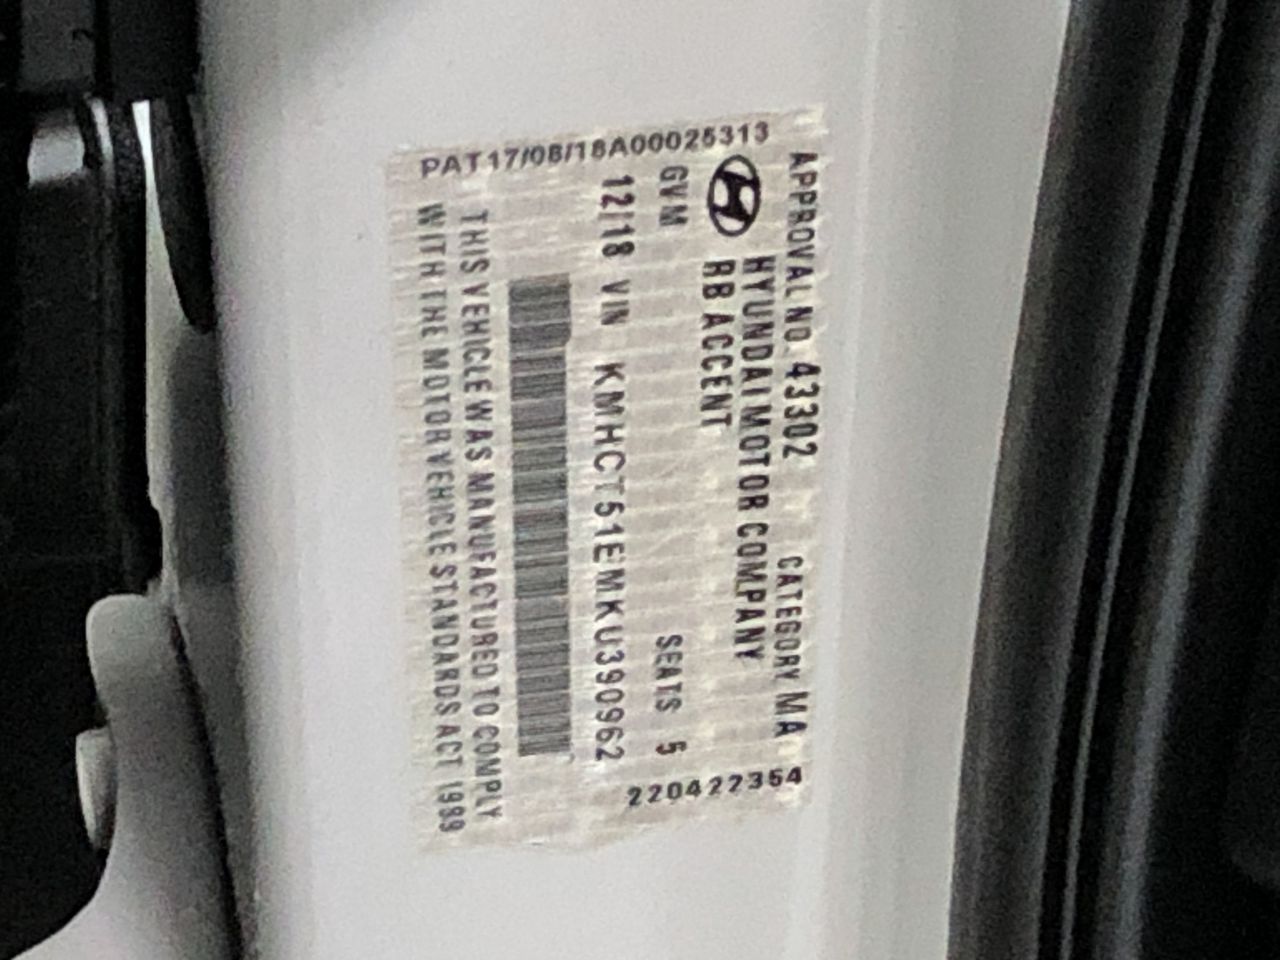 APPROVAL NO 43302 CATEGORY MA
HYUNDAI MOTOR COMPANY
RB ACCENT
GVM SEATS 5
12/18 VIN KMHCT51EMKU390962
THIS VEHICLE WAS MANUFACTURED TO COMPLY
WITH THE MOTOR VEHICLE STANDARDS ACT 1989
PAT17/08/18A00025313
220422354